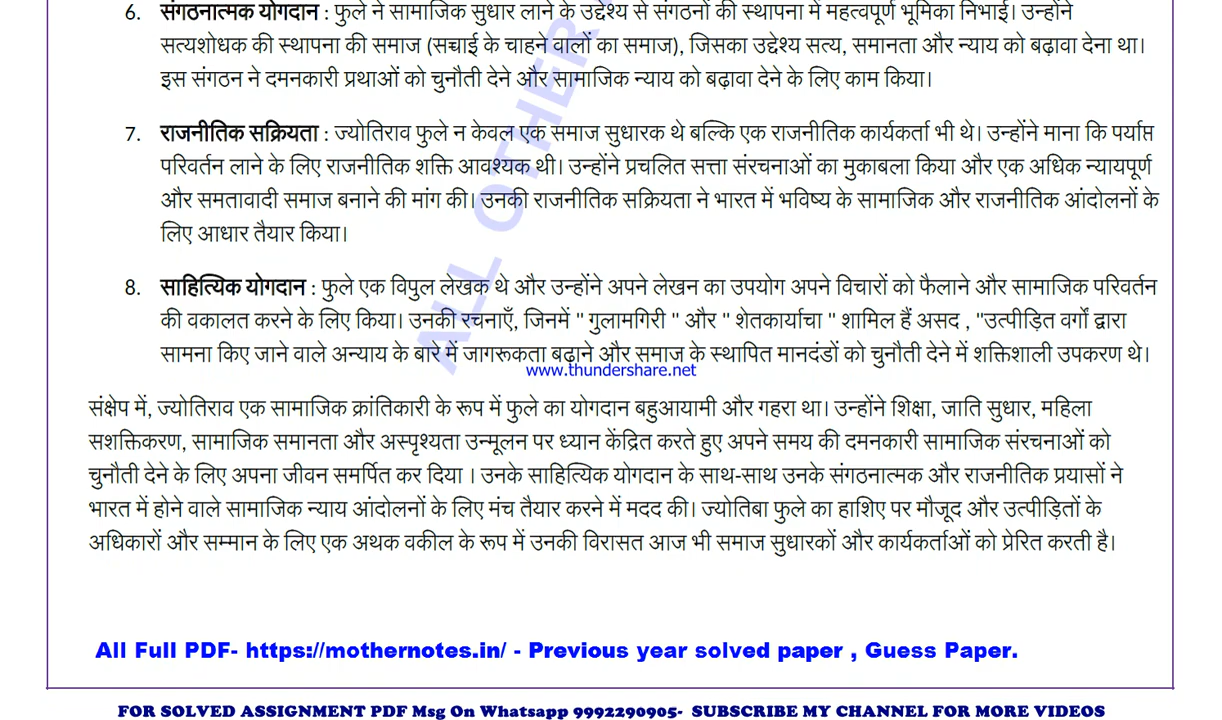 6. संगठनात्मक योगदान : फुले ने सामाजिक सुधार लाने के उद्देश्य से संगठनों की स्थापना में महत्वपूर्ण भूमिका निभाई। उन्होंने
सत्यशोधक की स्थापना की समाज (सच्चाई के चाहने वालों का समाज), जिसका उद्देश्य सत्य, समानता और न्याय को बढ़ावा देना था।
इस संगठन ने दमनकारी प्रथाओं को चुनौती देने और सामाजिक न्याय को बढ़ावा देने के लिए काम किया।
7. राजनीतिक सक्रियता : ज्योतिराव फुले न केवल एक समाज सुधारक थे बल्कि एक राजनीतिक कार्यकर्ता भी थे। उन्होंने माना कि पर्याप्त
परिवर्तन लाने के लिए राजनीतिक शक्ति आवश्यक थी। उन्होंने प्रचलित सत्ता संरचनाओं का मुकाबला किया और एक अधिक न्यायपूर्ण
और समतावादी समाज बनाने की मांग की। उनकी राजनीतिक सक्रियता ने भारत में भविष्य के सामाजिक और राजनीतिक आंदोलनों के
लिए आधार तैयार किया।
8. साहित्यिक योगदान : फुले एक विपुल लेखक थे और उन्होंने अपने लेखन का उपयोग अपने विचारों को फैलाने और सामाजिक परिवर्तन
की वकालत करने के लिए किया। उनकी रचनाएँ, जिनमें " गुलामगिरी " और " शेतकार्याचा " शामिल हैं असद , "उत्पीड़ित वर्गों द्वारा
सामना किए जाने वाले अन्याय के बारे में जागरूकता बढ़ाने और समाज के स्थापित मानदंडों को चुनौती देने में शक्तिशाली उपकरण थे।
www.thundershare.net
संक्षेप में, ज्योतिराव एक सामाजिक क्रांतिकारी के रूप में फुले का योगदान बहुआयामी और गहरा था। उन्होंने शिक्षा, जाति सुधार, महिला
सशक्तिकरण, सामाजिक समानता और अस्पृश्यता उन्मूलन पर ध्यान केंद्रित करते हुए अपने समय की दमनकारी सामाजिक संरचनाओं को
चुनौती देने के लिए अपना जीवन समर्पित कर दिया । उनके साहित्यिक योगदान के साथ-साथ उनके संगठनात्मक और राजनीतिक प्रयासों ने
भारत में होने वाले सामाजिक न्याय आंदोलनों के लिए मंच तैयार करने में मदद की। ज्योतिबा फुले का हाशिए पर मौजूद और उत्पीड़ितों के
अधिकारों और सम्मान के लिए एक अथक वकील के रूप में उनकी विरासत आज भी समाज सुधारकों और कार्यकर्ताओं को प्रेरित करती है।
ALL OTHER
All Full PDF- https://mothernotes.in/ - Previous year solved paper , Guess Paper.
FOR SOLVED ASSIGNMENT PDF Msg On Whatsapp 9992290905- SUBSCRIBE MY CHANNEL FOR MORE VIDEOS